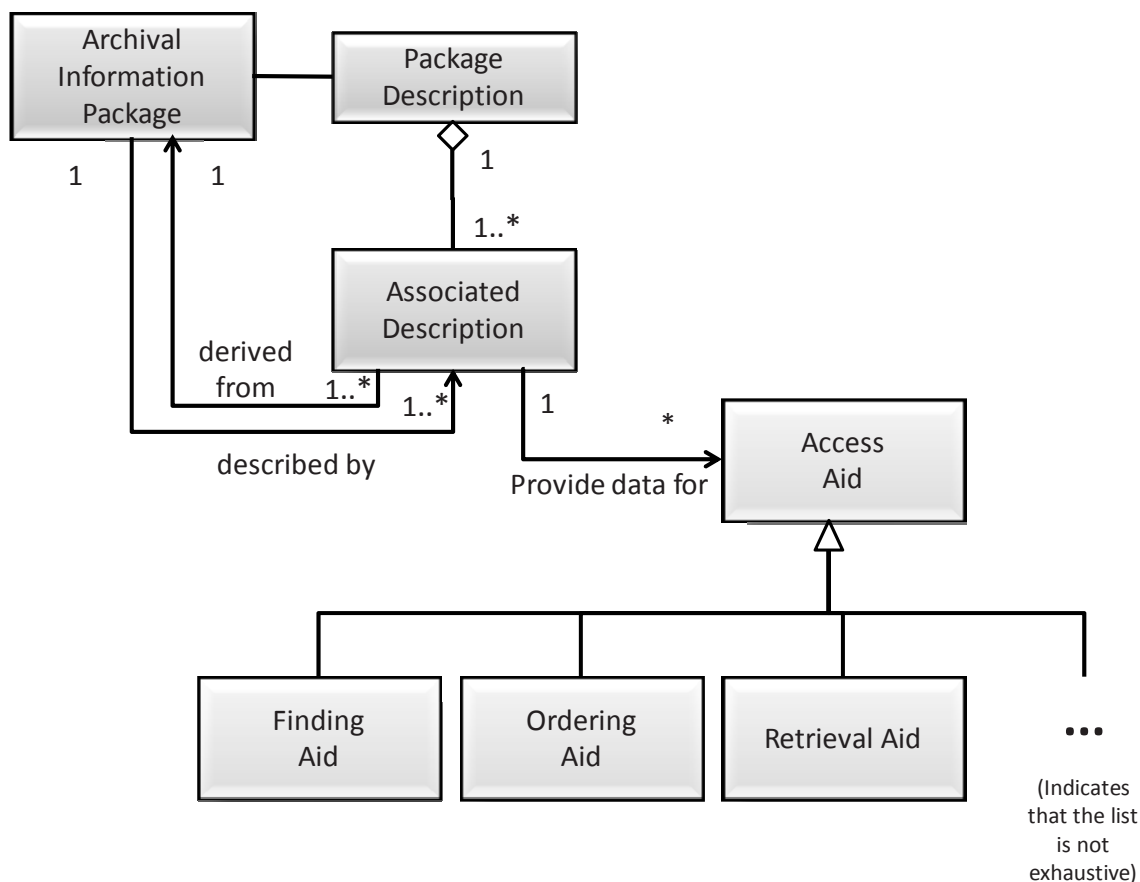 Archival
Information
Package
Package
Description
1
1
1
1..*
Associated
Description
derived
from
1..*
1..*
described by
1
*
Provide data for
Access
Aid
Finding
Aid
Ordering
Aid
Retrieval Aid
...
(Indicates
that the list
is not
exhaustive)